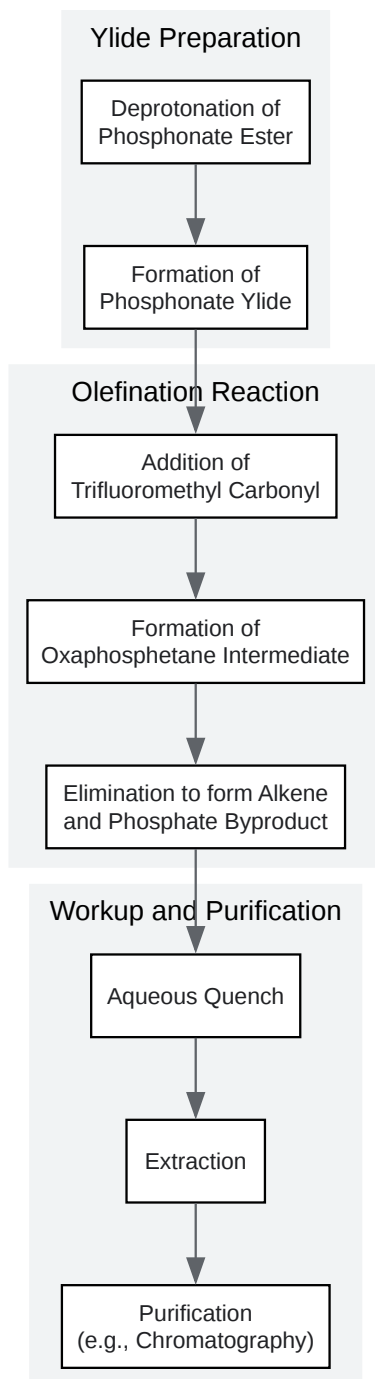 Ylide Preparation
Deprotonation of
Phosphonate Ester
Formation of
Phosphonate Ylide
Olefination Reaction
Addition of
Trifluoromethyl Carbonyl
Formation of
Oxaphosphetane Intermediate
Elimination to form Alkene
and Phosphate Byproduct
Workup and Purification
Aqueous Quench
Extraction
Purification
(e.g., Chromatography)